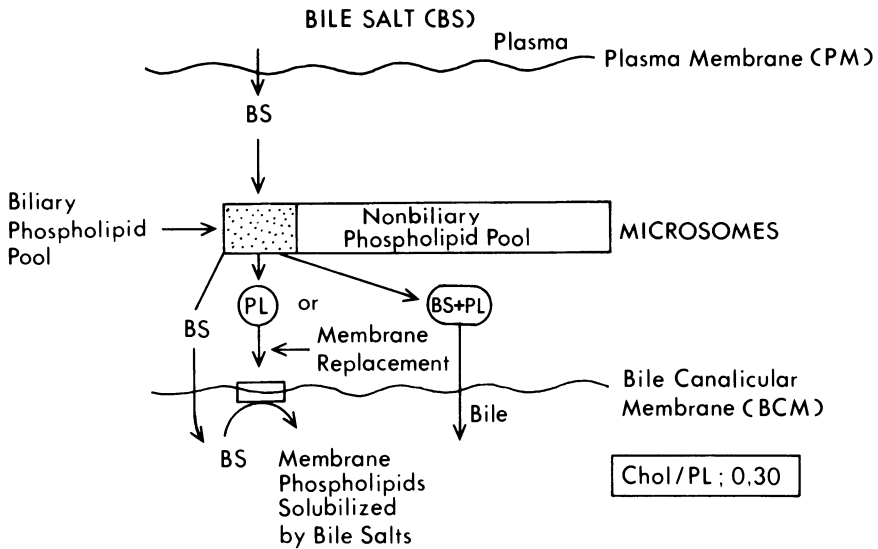 BILE SALT (BS)
Plasma
Plasma Membrane (PM)
BS
Biliary
Phospholipid
Pool
Nonbiliary
Phospholipid Pool
MICROSOMES
PL
or
BS+PL
BS
Membrane
Replacement
Bile Canalicular
Membrane (BCM)
Bile
BS
Membrane
Phospholipids
Solubilized
by Bile Salts
Chol/PL ; 0,30